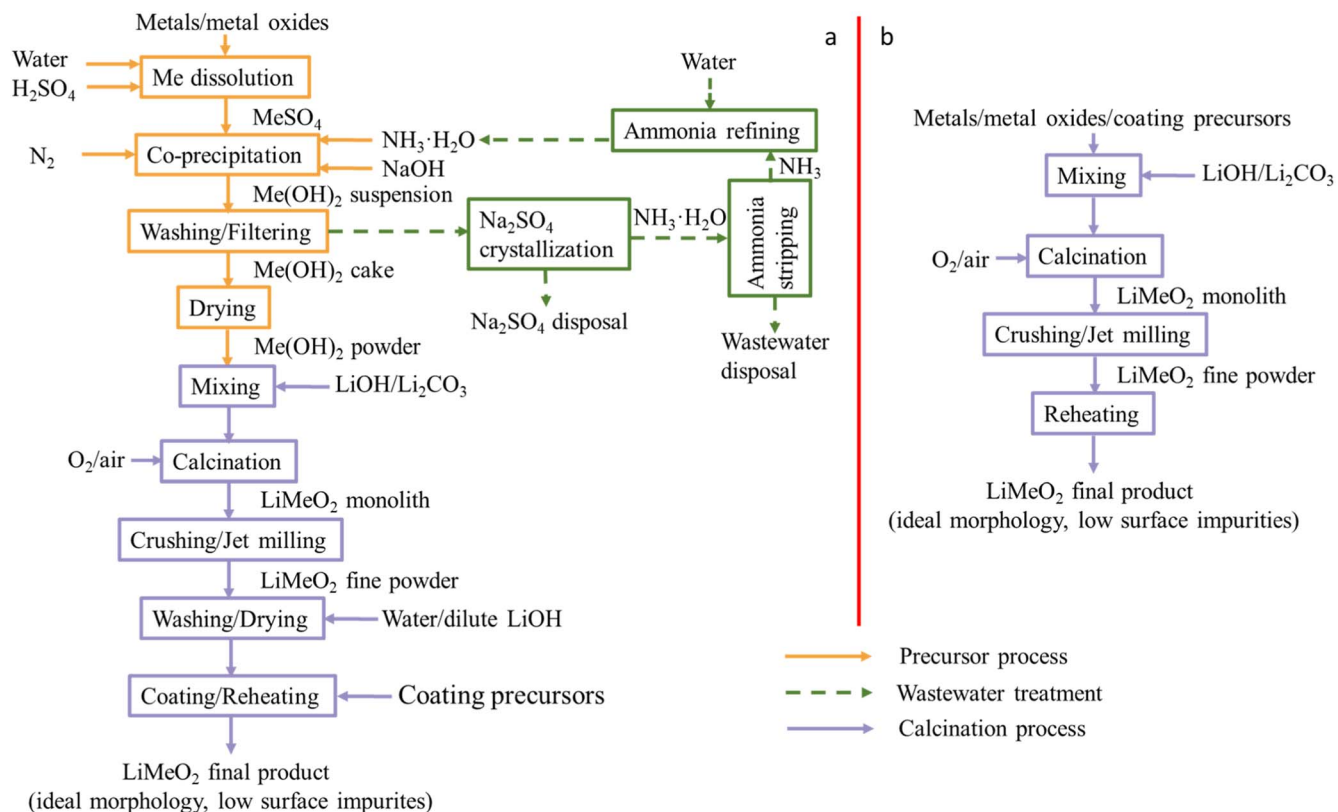 a
Metals/metal oxides
Water
H₂SO₄
Me dissolution
MeSO₄
N₂
Co-precipitation
NH₃·H₂O
NaOH
Me(OH)₂ suspension
Washing/Filtering
Me(OH)₂ cake
Drying
Me(OH)₂ powder
Mixing
LiOH/Li₂CO₃
O₂/air
Calcination
LiMeO₂ monolith
Crushing/Jet milling
LiMeO₂ fine powder
Washing/Drying
Water/dilute LiOH
Coating/Reheating
Coating precursors
LiMeO₂ final product
(ideal morphology, low surface impurites)
Na₂SO₄
crystallization
Na₂SO₄ disposal
NH₃·H₂O
Ammonia
stripping
Wastewater
disposal
NH₃
Ammonia refining
Water
b
Metals/metal oxides/coating precursors
Mixing
LiOH/Li₂CO₃
O₂/air
Calcination
LiMeO₂ monolith
Crushing/Jet milling
LiMeO₂ fine powder
Reheating
LiMeO₂ final product
(ideal morphology, low surface impurities)
Precursor process
Wastewater treatment
Calcination process